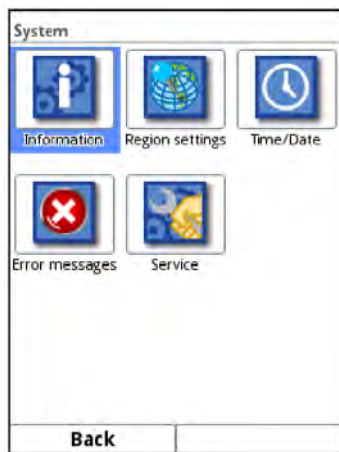 System
Information Region settings Time/Date
Error messages Service
Back